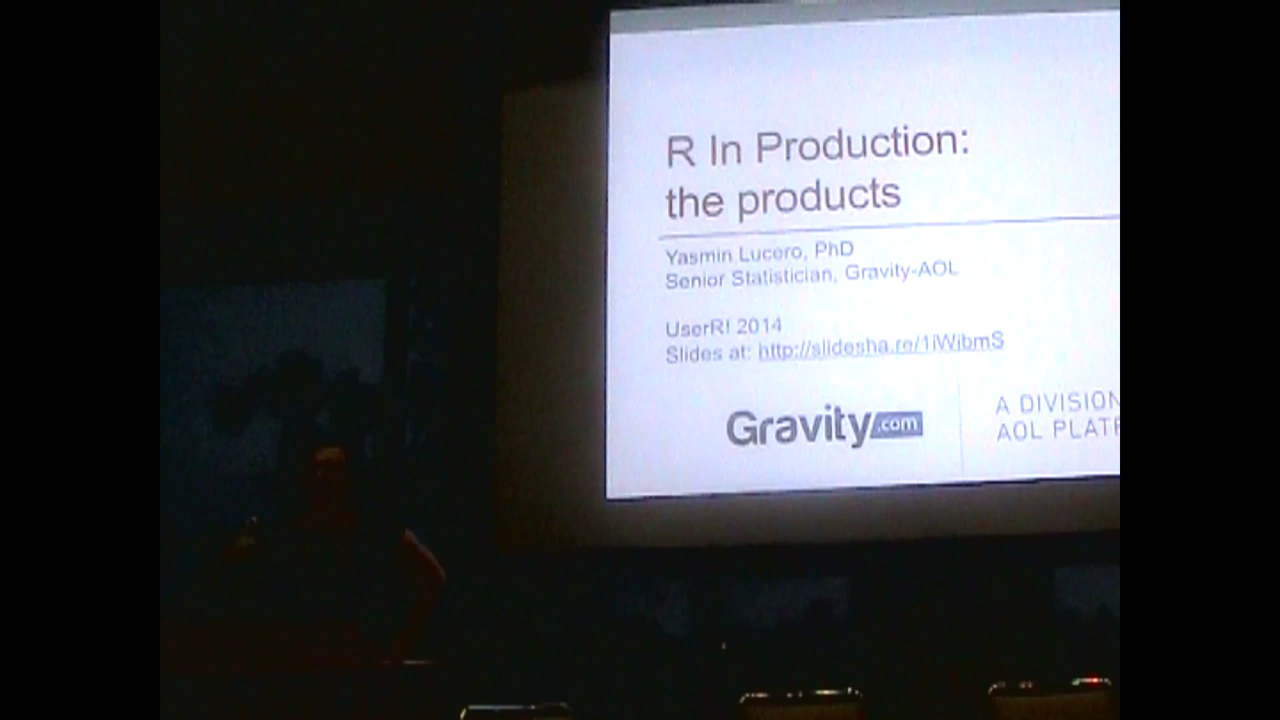 R In Production:
the products
Yasmin Lucero, PhD
Senior Statistician, Gravity-AOL
UserR! 2014
Slides at: http://slidesha.re/1iWibmS
Gravity.com
A DIVISION
AOL PLATF